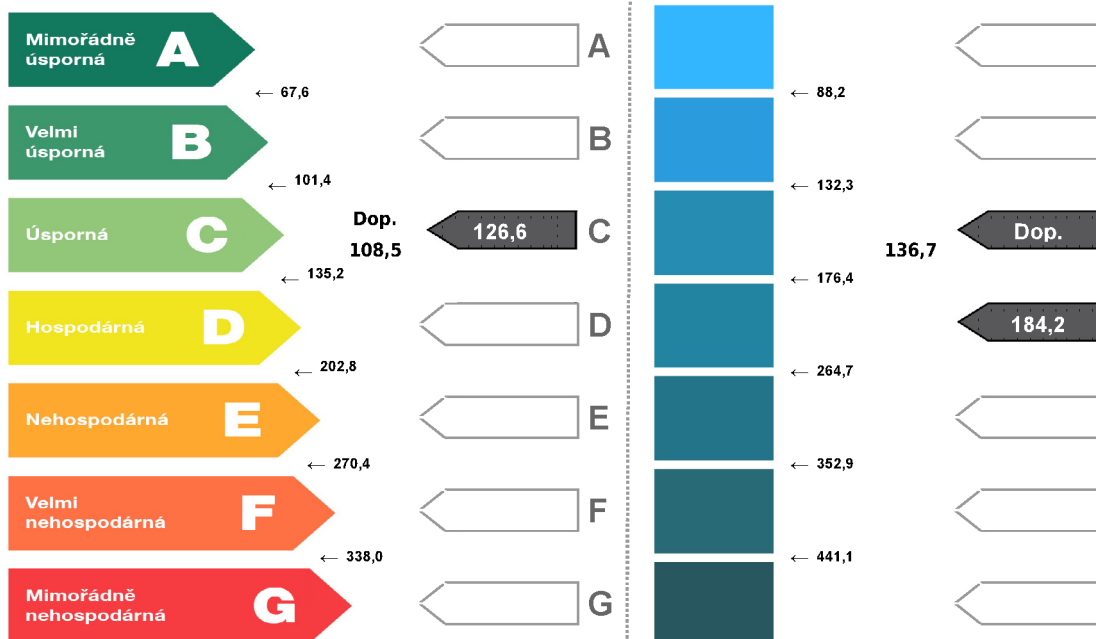 Mimořádně
úsporná
A
A
← 67,6
← 88,2
Velmi
úsporná
B
B
← 101,4
← 132,3
Úsporná
C
Dop.
108,5
126,6
C
136,7
Dop.
← 135,2
← 176,4
Hospodárná
D
D
184,2
← 202,8
← 264,7
Nehospodárná
E
E
← 270,4
← 352,9
Velmi
nehospodárná
F
F
← 338,0
← 441,1
Mimořádně
nehospodárná
G
G